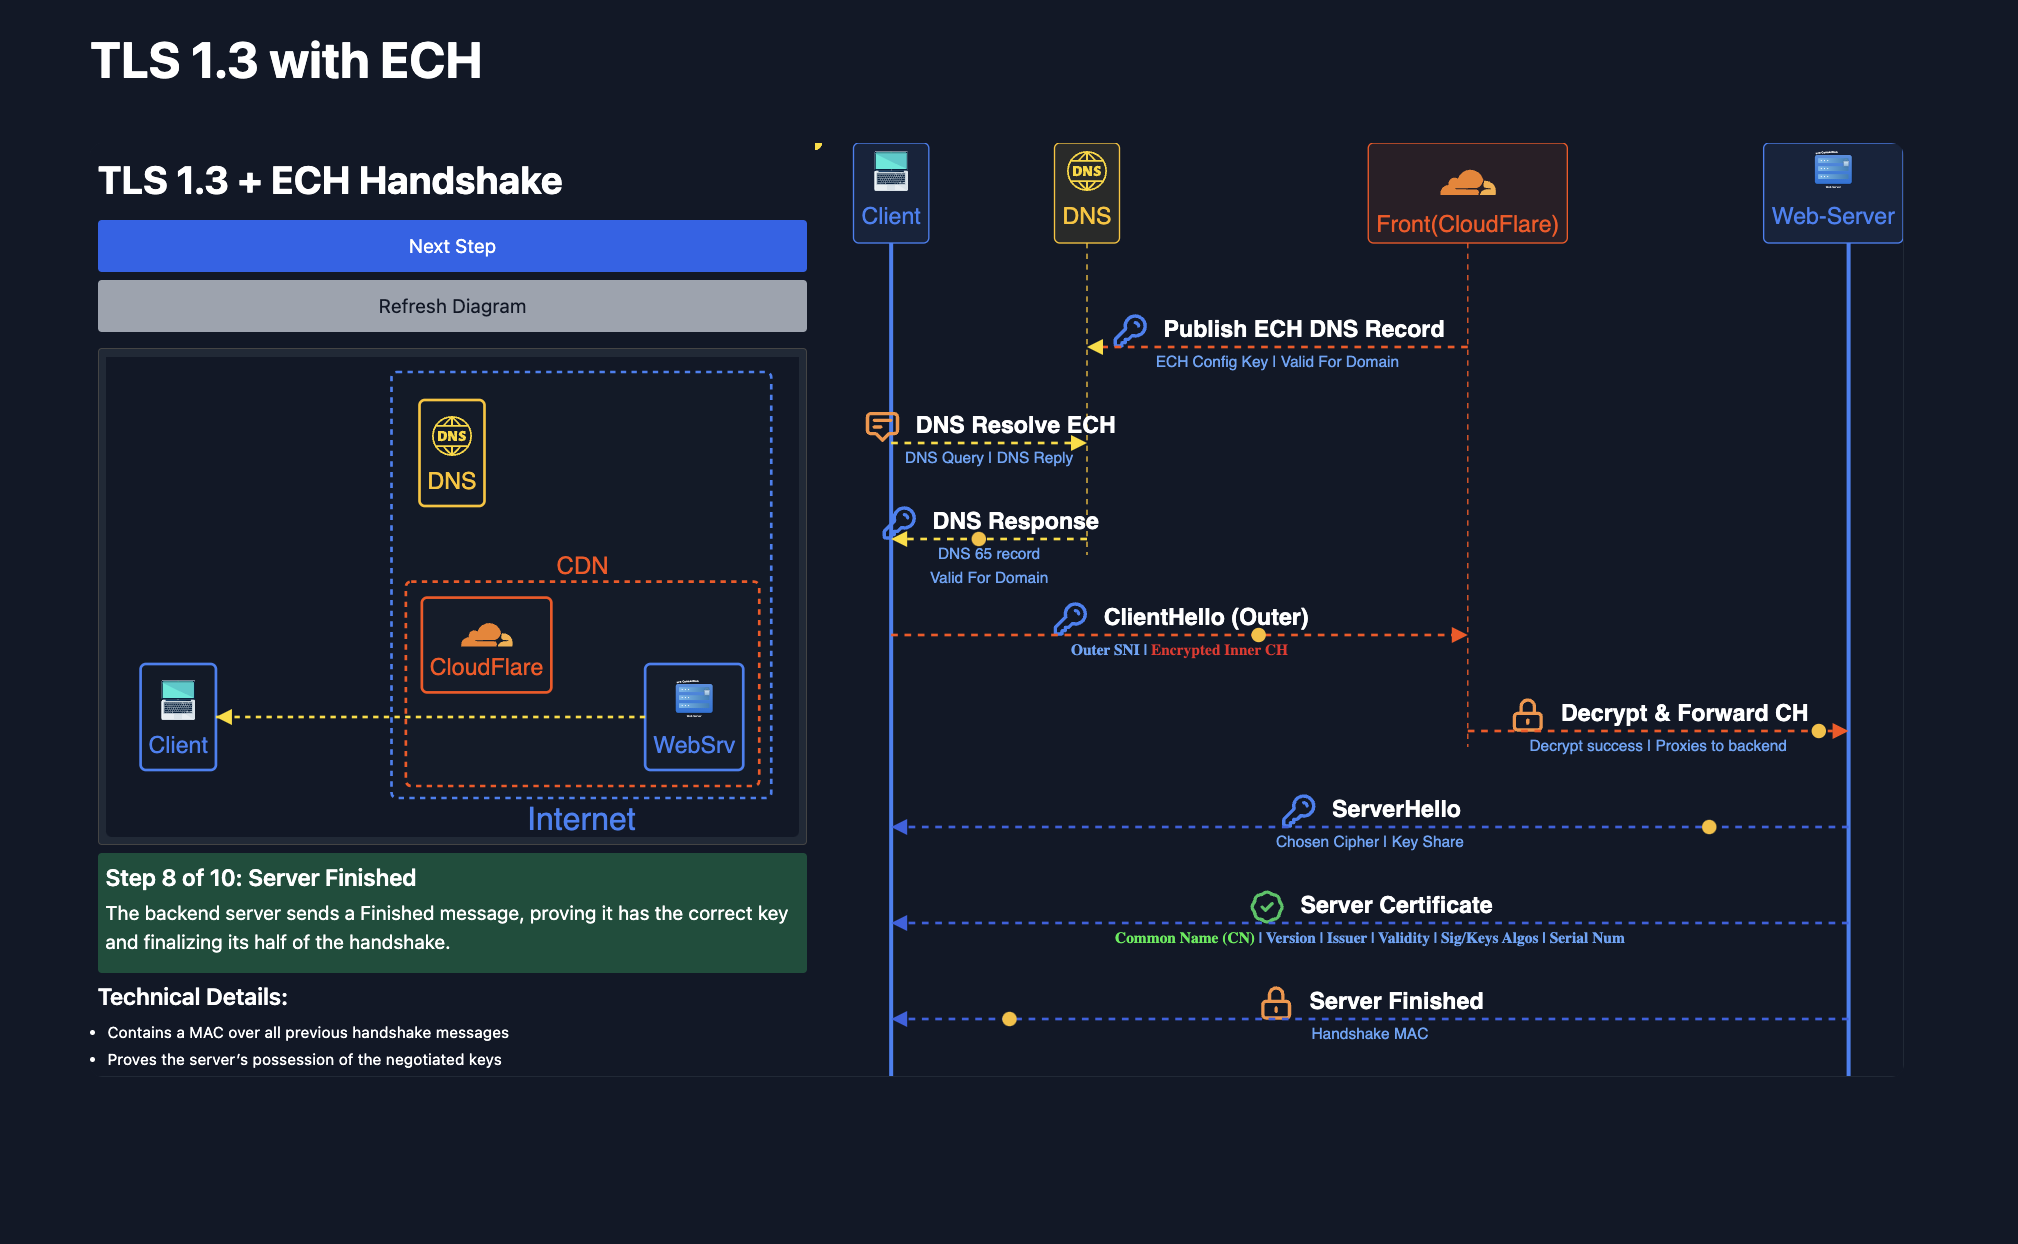 TLS 1.3 with ECH
TLS 1.3 + ECH Handshake
Next Step
Refresh Diagram
DNS
DNS
CDN
CloudFlare
Client
WebSrv
Internet
Step 8 of 10: Server Finished
The backend server sends a Finished message, proving it has the correct key
and finalizing its half of the handshake.
Technical Details:
• Contains a MAC over all previous handshake messages
• Proves the server's possession of the negotiated keys
Client
DNS
DNS
Front(CloudFlare)
Web-Server
Publish ECH DNS Record
ECH Config Key | Valid For Domain
DNS Resolve ECH
DNS Query | DNS Reply
DNS Response
DNS 65 record
Valid For Domain
ClientHello (Outer)
Outer SNI | Encrypted Inner CH
Decrypt & Forward CH
Decrypt success | Proxies to backend
ServerHello
Chosen Cipher | Key Share
Server Certificate
Common Name (CN) | Version | Issuer | Validity | Sig/Keys Algos | Serial Num
Server Finished
Handshake MAC